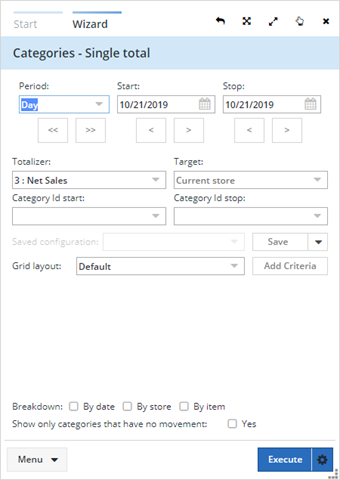 Start Wizard
Categories - Single total
Period: Start: Stop:
Day 10/21/2019 10/21/2019
<< >> < > < >
Totalizer: Target:
3 : Net Sales Current store
Category Id start: Category Id stop:
Saved configuration: Save
Grid layout: Default Add Criteria
Breakdown: By date By store By item
Show only categories that have no movement: Yes
Menu Execute